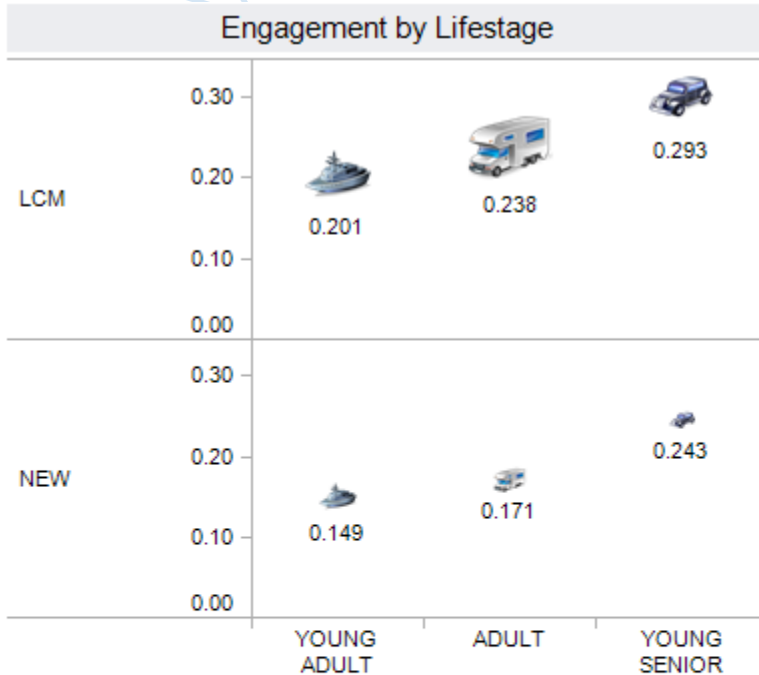 Engagement by Lifestage
LCM
0.30
0.20
0.10
0.00
0.201
0.238
0.293
NEW
0.30
0.20
0.10
0.00
0.149
0.171
0.243
YOUNG
ADULT
ADULT
YOUNG
SENIOR